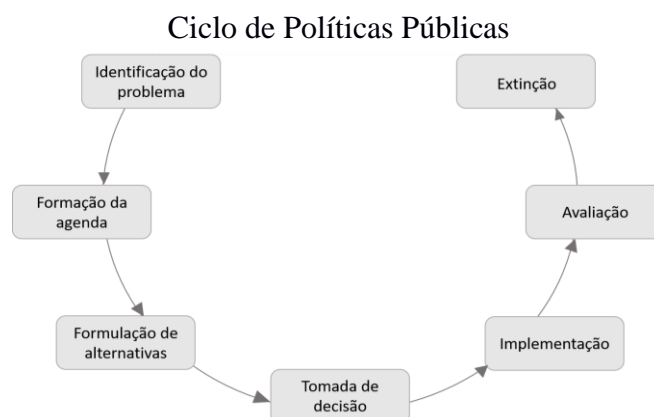 Ciclo de Políticas Públicas
Identificação do
problema
Formação da
agenda
Formulação de
alternativas
Tomada de
decisão
Implementação
Avaliação
Extinção